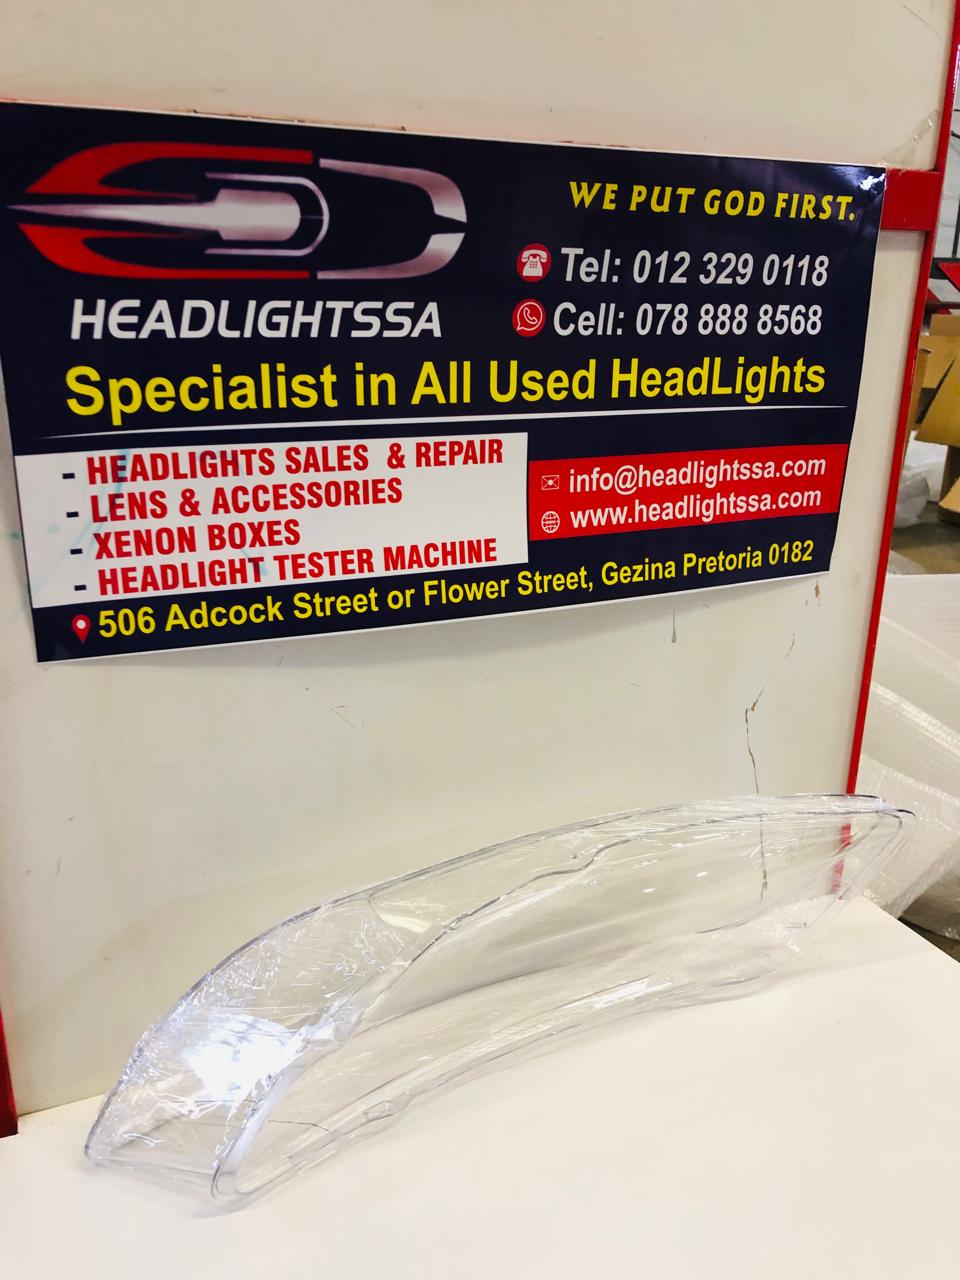 WE PUT GOD FIRST.
Tel: 012 329 0118
Cell: 078 888 8568
HEADLIGHTSSA
Specialist in All Used HeadLights
- HEADLIGHTS SALES & REPAIR
- LENS & ACCESSORIES
- XENON BOXES
- HEADLIGHT TESTER MACHINE
info@headlightssa.com
www.headlightssa.com
506 Adcock Street or Flower Street, Gezina Pretoria 0182